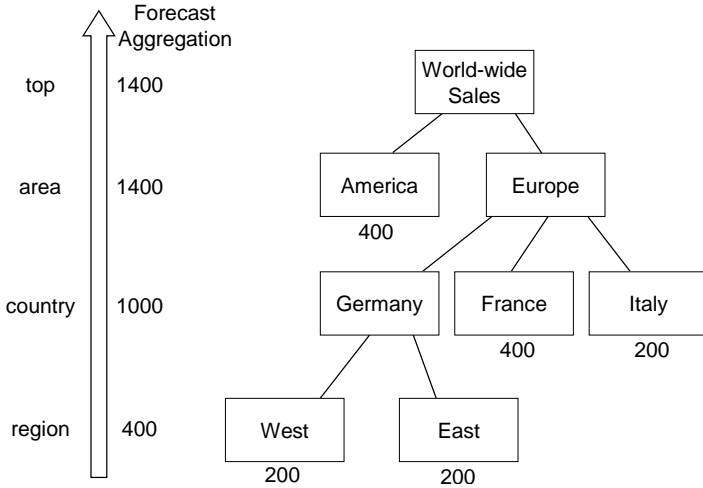 Forecast
Aggregation
top 1400 World-wide
Sales
area 1400 America Europe
400
country 1000 Germany France Italy
400 200
region 400 West East
200 200